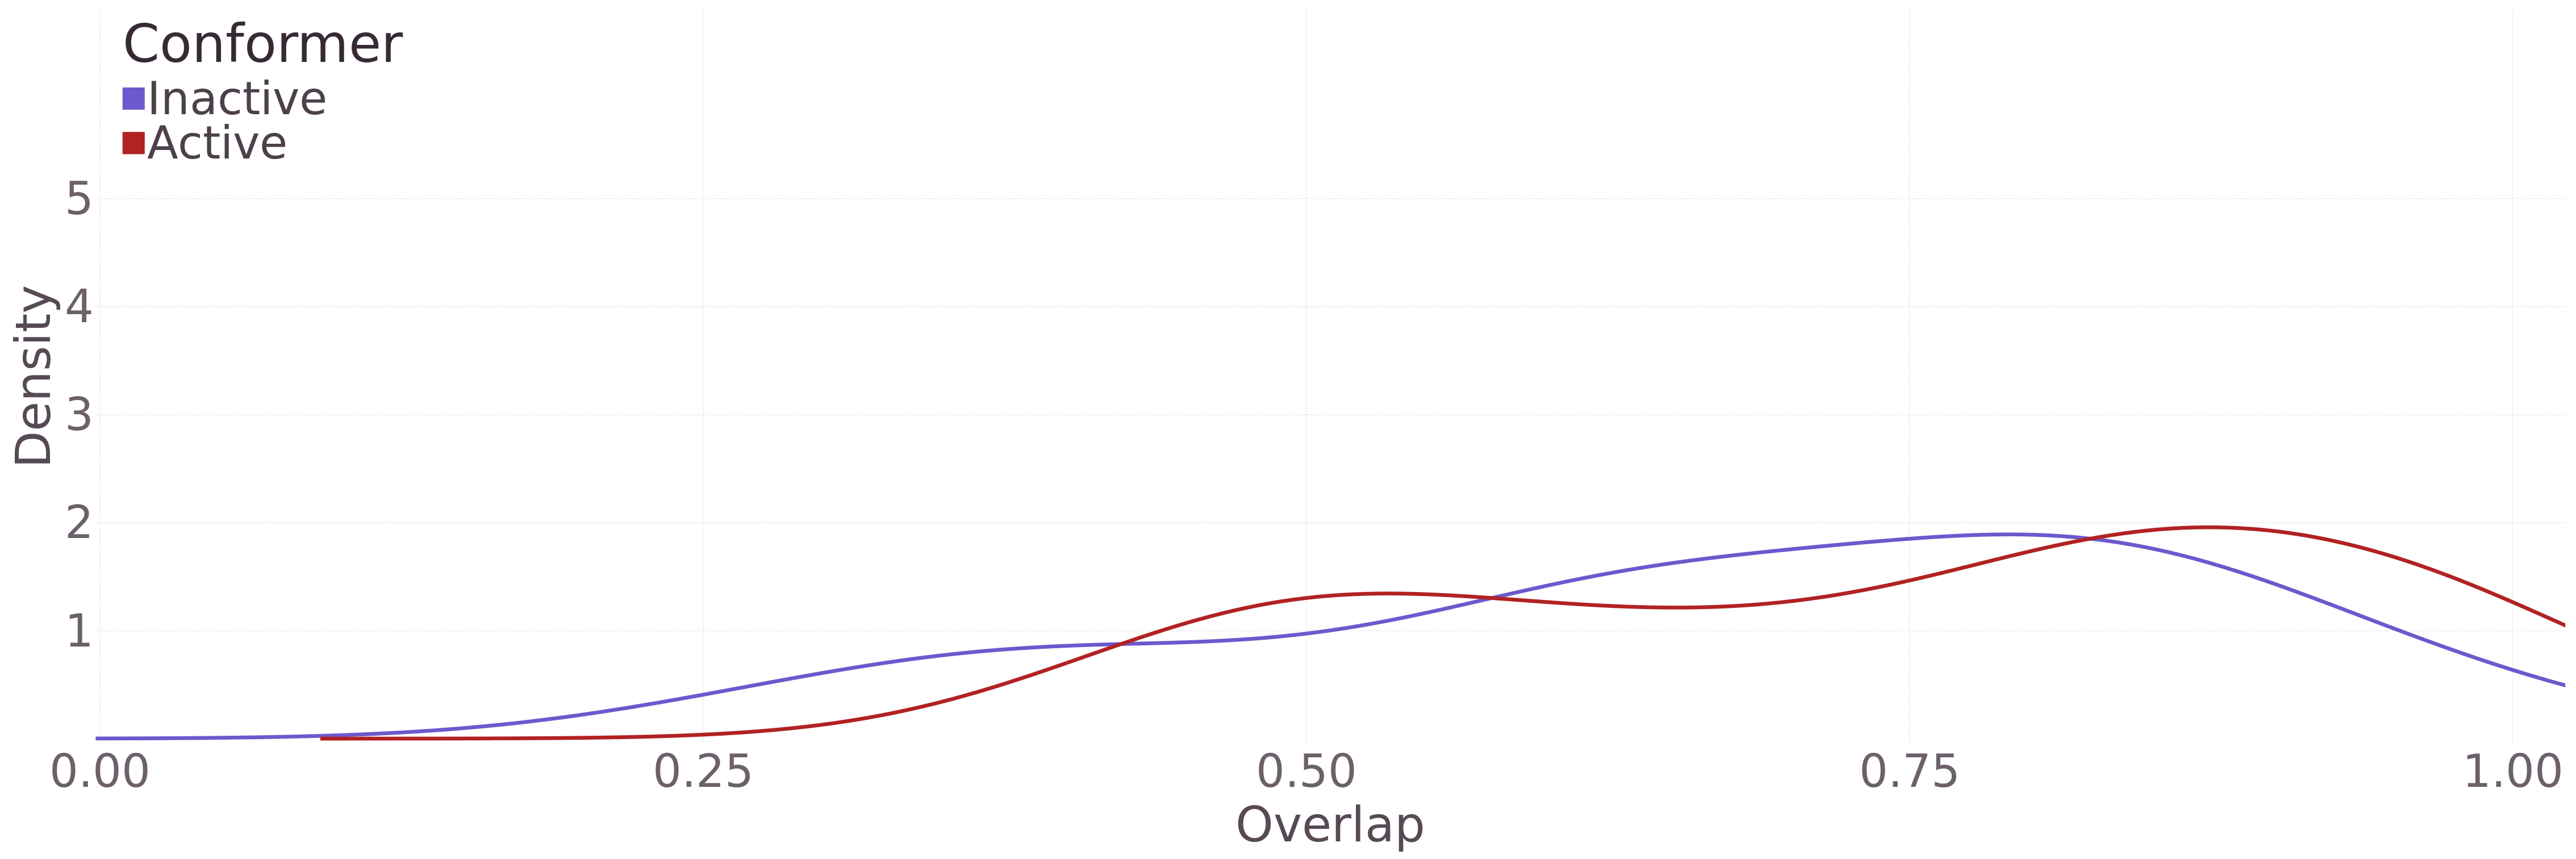 Conformer
Inactive
Active
5
4
3
2
1
Density
0.00 0.25 0.50 0.75 1.00
Overlap